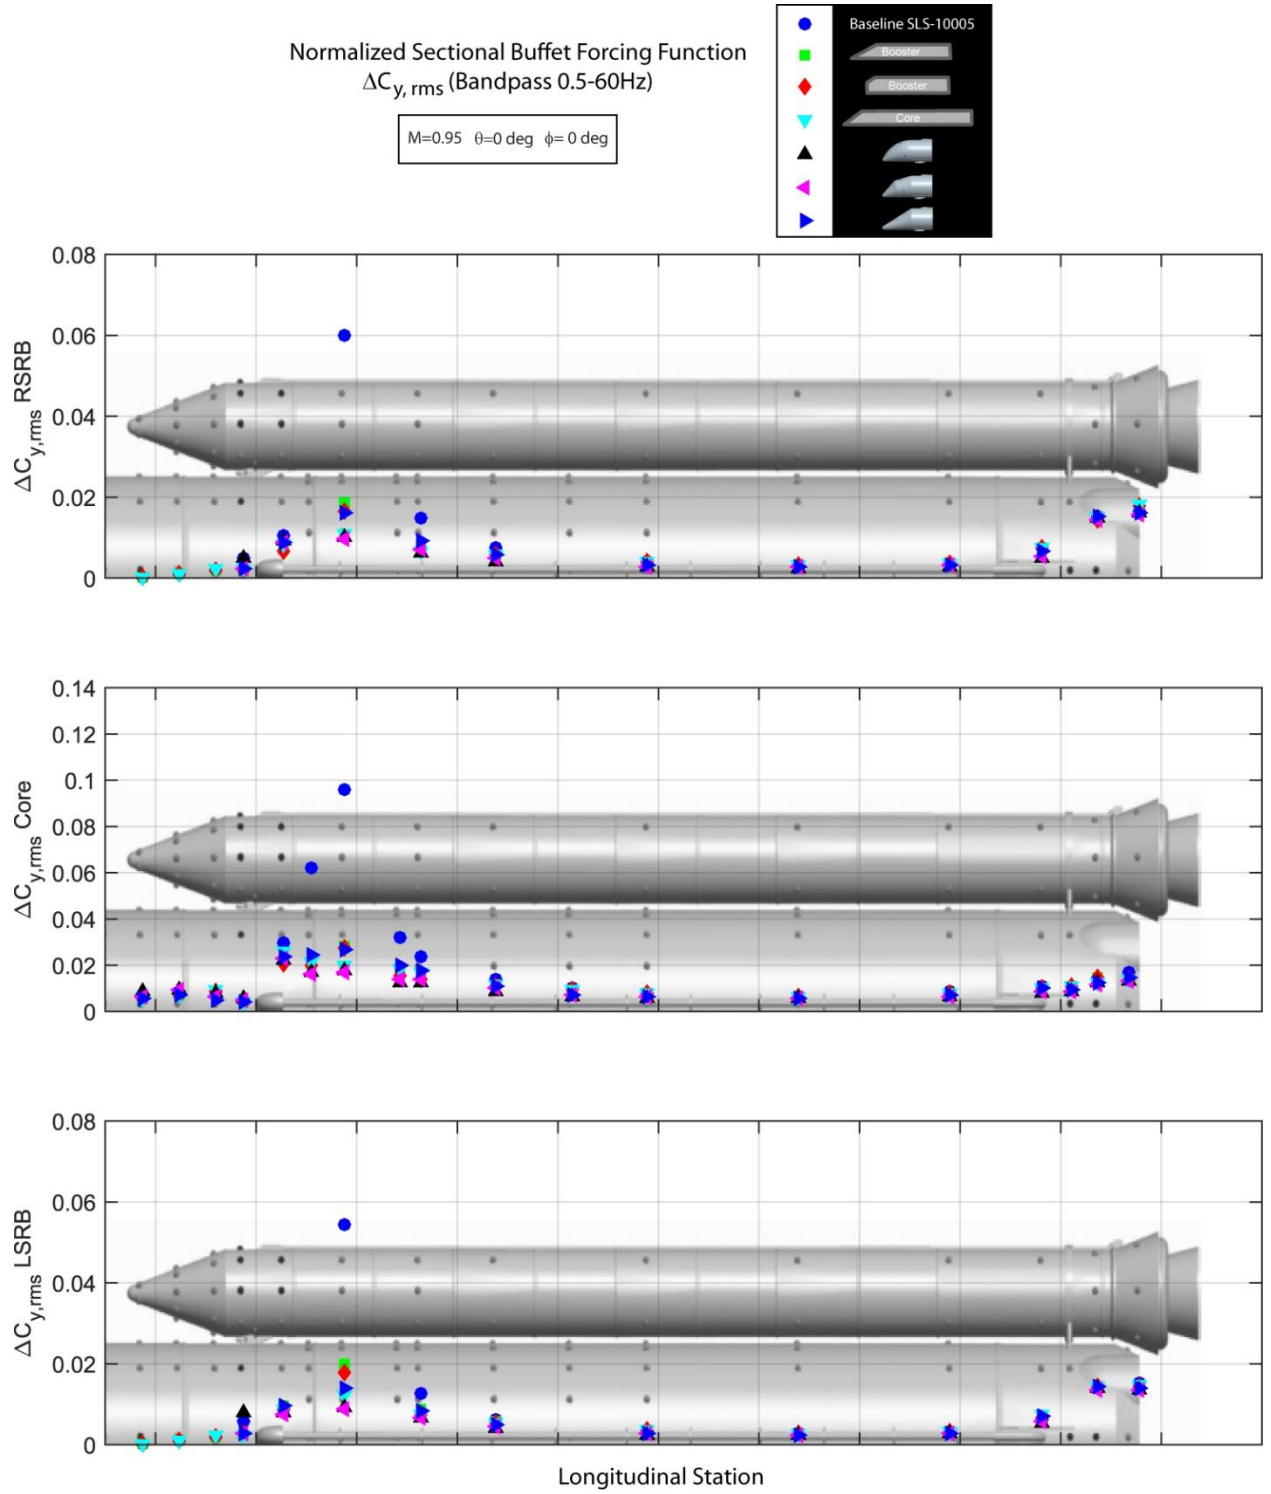 Baseline SLS-10005
Normalized Sectional Buffet Forcing Function
ΔCy, rms (Bandpass 0.5-60Hz)
Booster
Booster
Core
M=0.95 θ=0 deg ϕ= 0 deg
0.08
0.06
0.04
0.02
0
ΔCy,rms RSRB
0.14
0.12
0.1
0.08
0.06
0.04
0.02
0
ΔCy,rms Core
0.08
0.06
0.04
0.02
0
ΔCy,rms LSRB
Longitudinal Station